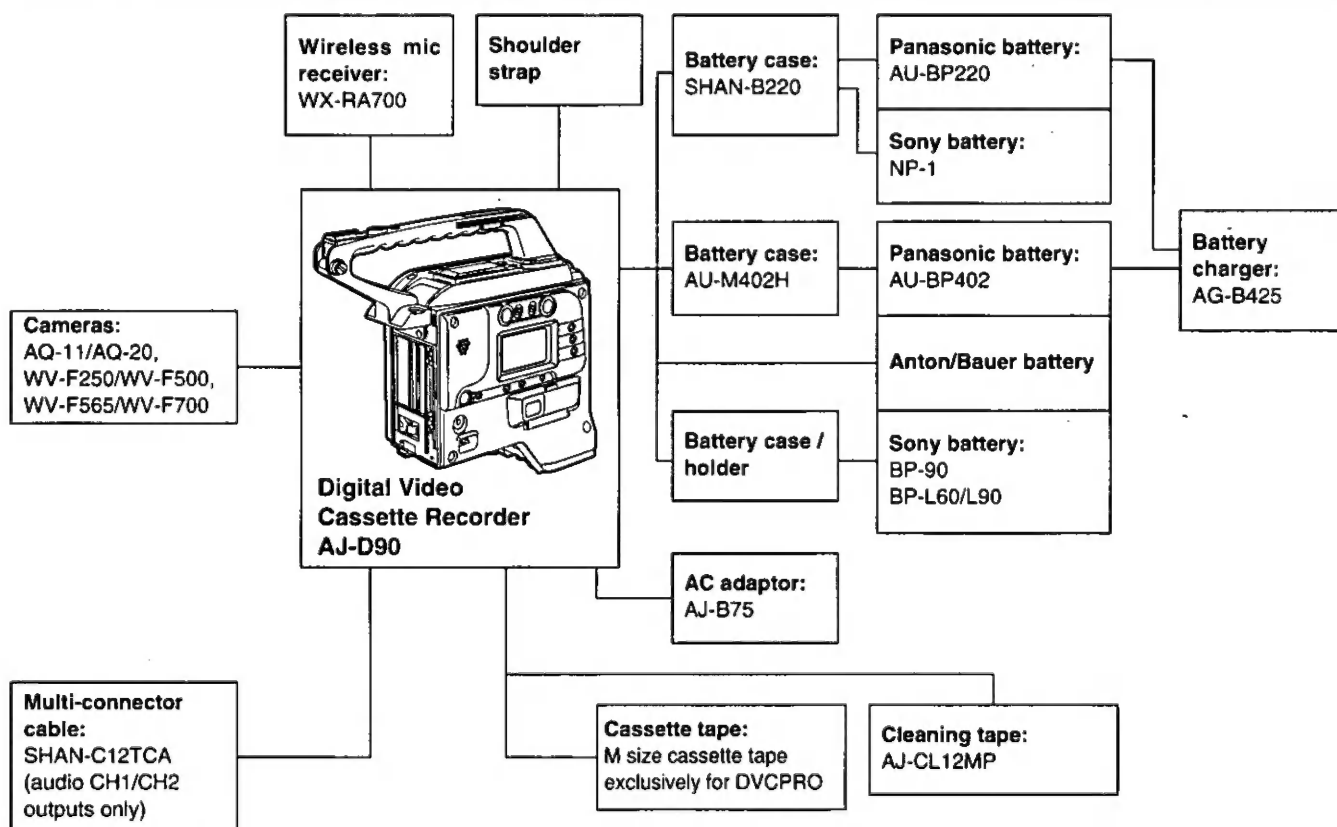 Wireless mic
receiver:
WX-RA700
Shoulder
strap
Battery case:
SHAN-B220
Panasonic battery:
AU-BP220
Sony battery:
NP-1
Battery case:
AU-M402H
Panasonic battery:
AU-BP402
Battery
charger:
AG-B425
Cameras:
AQ-11/AQ-20,
WV-F250/WV-F500,
WV-F565/WV-F700
Anton/Bauer battery
Battery case /
holder
Sony battery:
BP-90
BP-L60/L90
Digital Video
Cassette Recorder
AJ-D90
AC adaptor:
AJ-B75
Multi-connector
cable:
SHAN-C12TCA
(audio CH1/CH2
outputs only)
Cassette tape:
M size cassette tape
exclusively for DVCPRO
Cleaning tape:
AJ-CL12MP